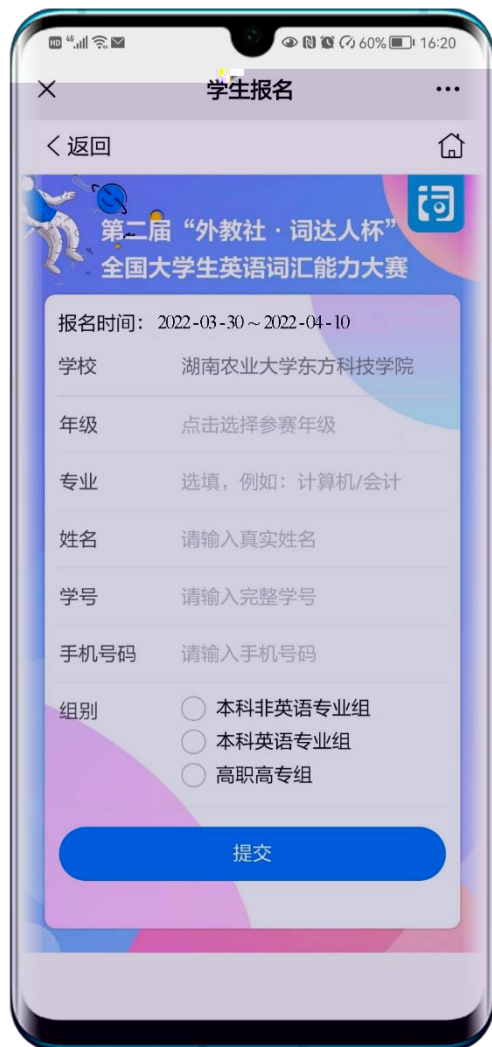 HD 46 60% 16:20
学生报名
返回
第二届“外教社·词达人杯”
全国大学生英语词汇能力大赛
词
报名时间： 2022-03-30～2022-04-10
学校 湖南农业大学东方科技学院
年级 点击选择参赛年级
专业 选填，例如：计算机/会计
姓名 请输入真实姓名
学号 请输入完整学号
手机号码 请输入手机号码
组别 本科非英语专业组
本科英语专业组
高职高专组
提交